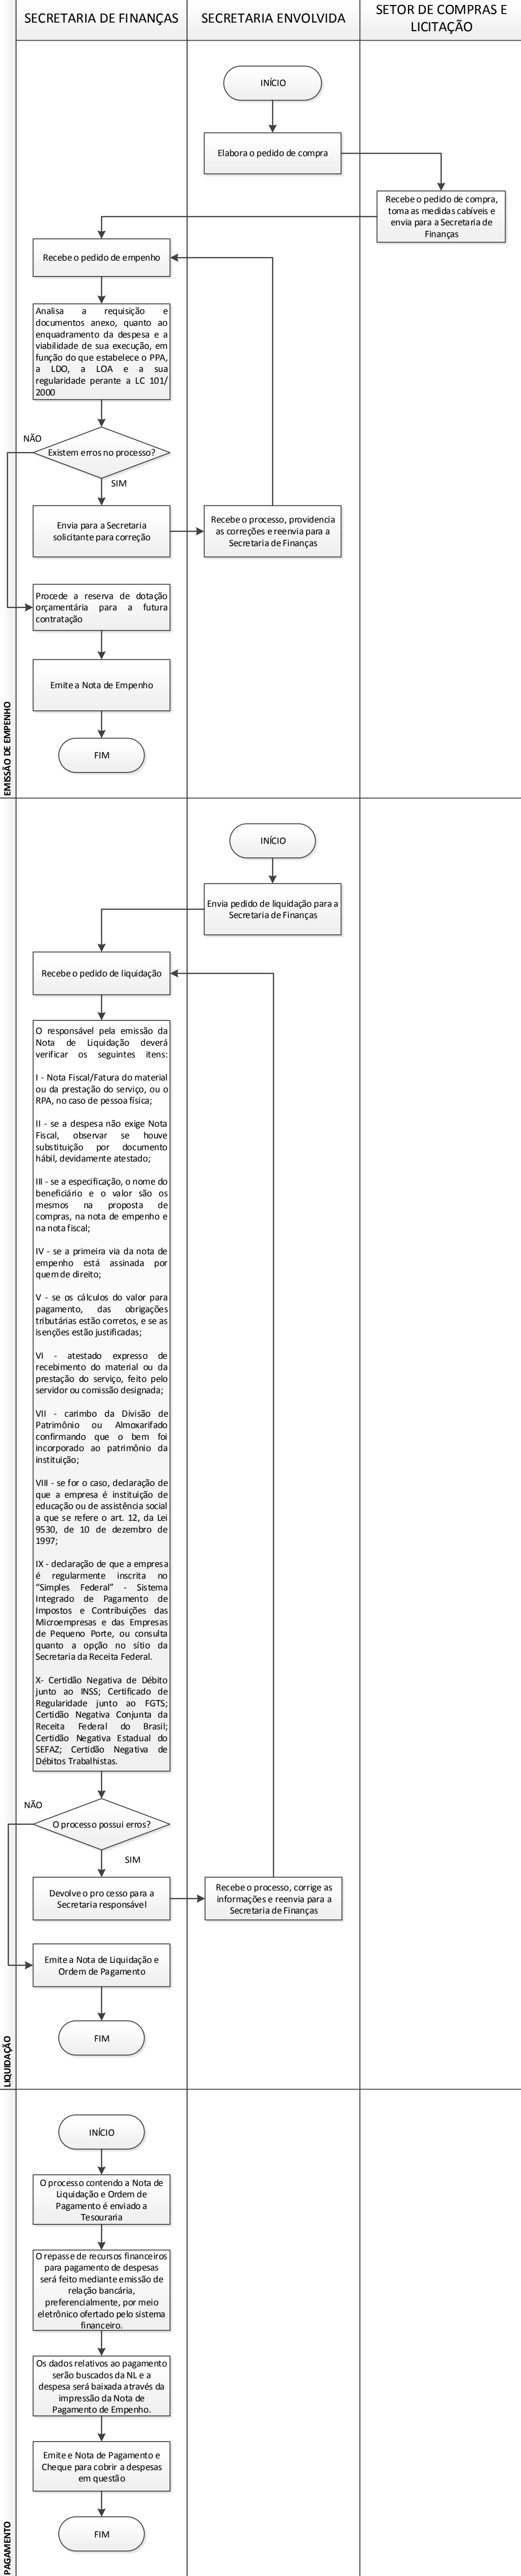 SECRETARIA DE FINANÇAS
SECRETARIA ENVOLVIDA
SETOR DE COMPRAS E
LICITAÇÃO
EMISSÃO DE EMPENHO
INÍCIO
Elabora o pedido de compra
Recebe o pedido de compra,
toma as medidas cabíveis e
envia para a Secretaria de
Finanças
Recebe o pedido de empenho
Analisa a requisição e
documentos anexo, quanto ao
enquadramento da despesa e a
viabilidade de sua execução, em
função do que estabelece o PPA,
a LDO, a LOA e a sua
regularidade perante a LC 101/
2000
NÃO
Existem erros no processo?
SIM
Envia para a Secretaria
solicitante para correção
Recebe o processo, providencia
as correções e reenvia para a
Secretaria de Finanças
Procede a reserva de dotação
orçamentária para a futura
contratação
Emite a Nota de Empenho
FIM
LIQUIDAÇÃO
INÍCIO
Envia pedido de liquidação para a
Secretaria de Finanças
Recebe o pedido de liquidação
O responsável pela emissão da
Nota de Liquidação deverá
verificar os seguintes itens:
I - Nota Fiscal/Fatura do material
ou da prestação do serviço, ou o
RPA, no caso de pessoa física;
II - se a despesa não exige Nota
Fiscal, observar se houve
substituição por documento
hábil, devidamente atestado;
III - se a especificação, o nome do
beneficiário e o valor são os
mesmos na proposta de
compras, na nota de empenho e
na nota fiscal;
IV - se a primeira via da nota de
empenho está assinada por
quem de direito;
V - se os cálculos do valor para
pagamento, das obrigações
tributárias estão corretos, e se as
isenções estão justificadas;
VI - atestado expresso de
recebimento do material ou da
prestação do serviço, feito pelo
servidor ou comissão designada;
VII - carimbo da Divisão de
Patrimônio ou Almoxarifado
confirmando que o bem foi
incorporado ao patrimônio da
instituição;
VIII - se for o caso, declaração de
que a empresa é instituição de
educação ou de assistência social
a que se refere o art. 12, da Lei
9530, de 10 de dezembro de
1997;
IX - declaração de que a empresa
é regularmente inscrita no
“Simples Federal” - Sistema
Integrado de Pagamento de
Impostos e Contribuições das
Microempresas e das Empresas
de Pequeno Porte, ou consulta
quanto a opção no sítio da
Secretaria da Receita Federal.
X- Certidão Negativa de Débito
junto ao INSS; Certificado de
Regularidade junto ao FGTS;
Certidão Negativa Conjunta da
Receita Federal do Brasil;
Certidão Negativa Estadual do
SEFAZ; Certidão Negativa de
Débitos Trabalhistas.
NÃO
O processo possui erros?
SIM
Devolve o pro cesso para a
Secretaria responsável
Recebe o processo, corrige as
informações e reenvia para a
Secretaria de Finanças
Emite a Nota de Liquidação e
Ordem de Pagamento
FIM
PAGAMENTO
INÍCIO
O processo contendo a Nota de
Liquidação e Ordem de
Pagamento é enviado a
Tesouraria
O repasse de recursos financeiros
para pagamento de despesas
será feito mediante emissão de
relação bancária,
preferencialmente, por meio
eletrônico ofertado pelo sistema
financeiro.
Os dados relativos ao pagamento
serão buscados da NL e a
despesa será baixada através da
impressão da Nota de
Pagamento de Empenho.
Emite e Nota de Pagamento e
Cheque para cobrir a despesas
em questão
FIM